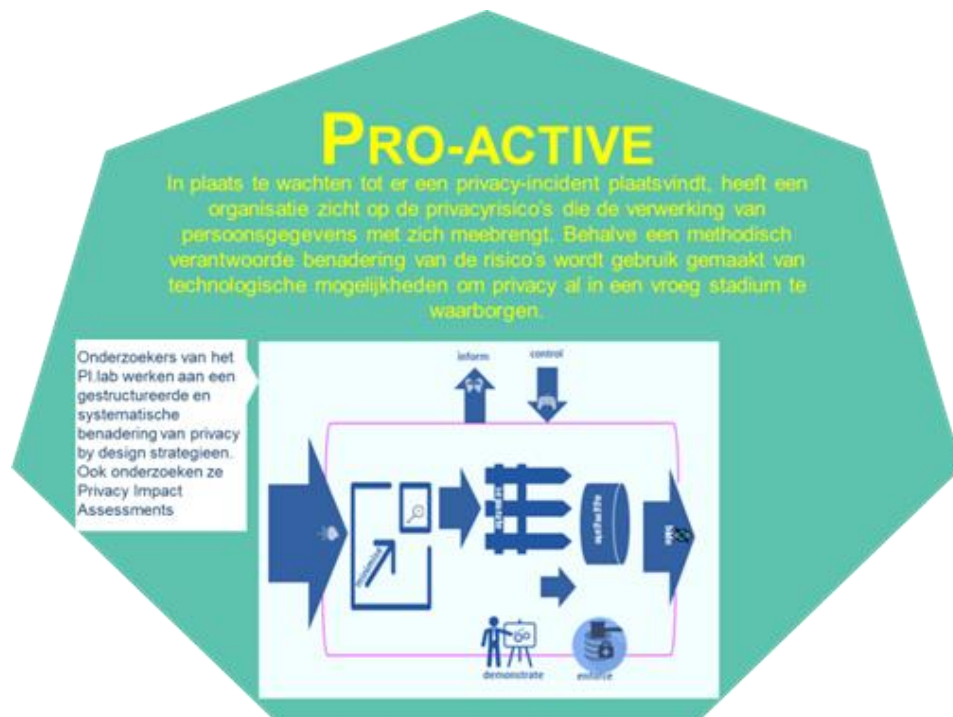 PRO-ACTIVE
In plaats te wachten tot er een privacy-incident plaatsvindt, heeft een
organisatie zicht op de privacyrisico's die de verwerking van
persoonsgegevens met zich meebrengt. Behalve een methodisch
verantwoorde benadering van de risico's wordt gebruik gemaakt van
technologische mogelijkheden om privacy al in een vroeg stadium te
waarborgen.
Onderzoekers van het
PI.lab werken aan een
gestructureerde en
systematische
benadering van privacy
by design strategieen.
Ook onderzoeken ze
Privacy Impact
Assessments
inform
control
minimise
separate
aggregate
hide
demonstrate
enforce